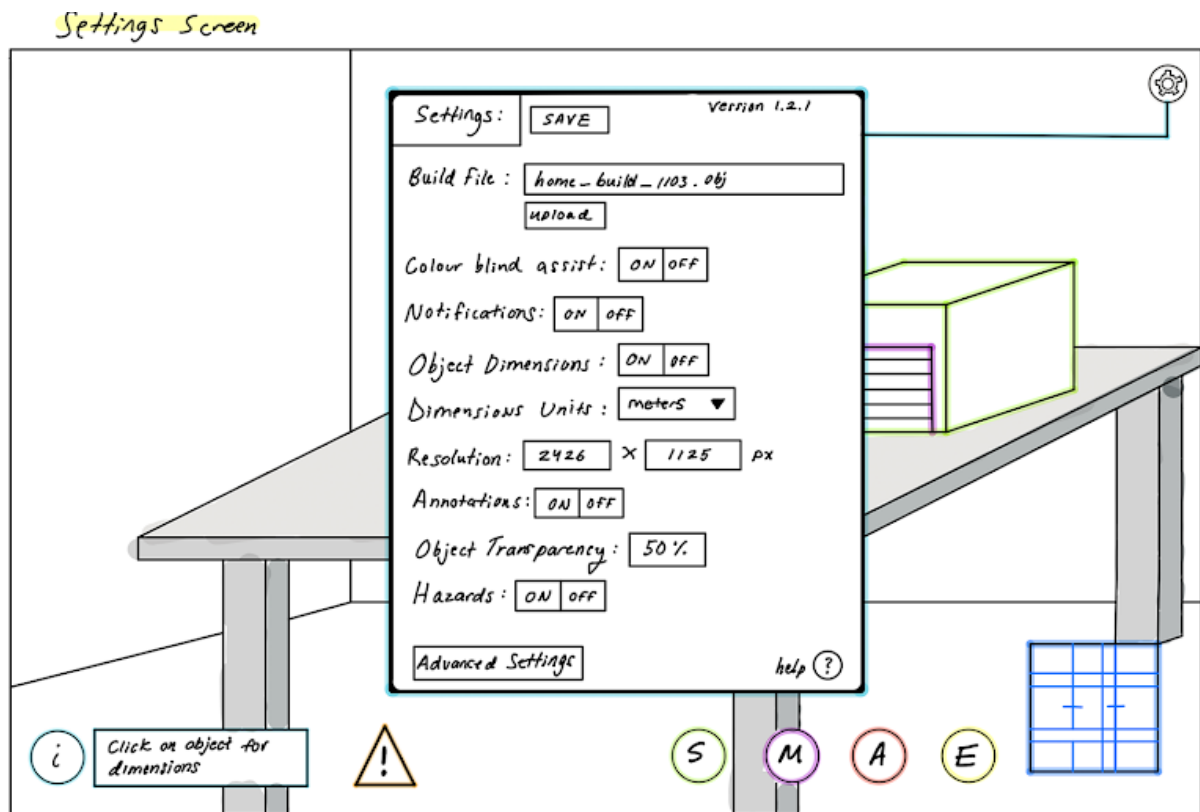 Settings Screen
Settings: SAVE Version 1.2.1
Build File: home_build_1103.obj
upload
Colour blind assist: ON OFF
Notifications: ON OFF
Object Dimensions: ON OFF
Dimensions Units: meters
Resolution: 2426 X 1125 px
Annotations: ON OFF
Object Transparency: 50%
Hazards: ON OFF
Advanced Settings help ?
i Click on object for
dimensions
! S M A E